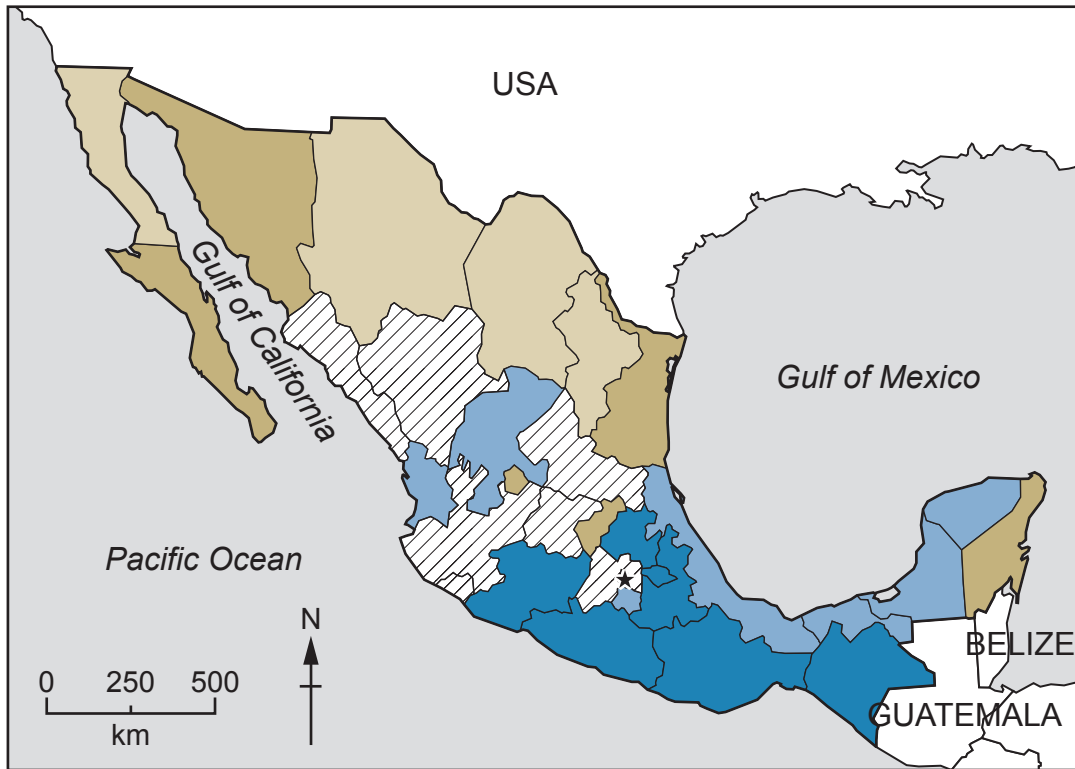 USA
Gulf of California
Gulf of Mexico
Pacific Ocean
N
0 250 500
km
BELIZE
GUATEMALA